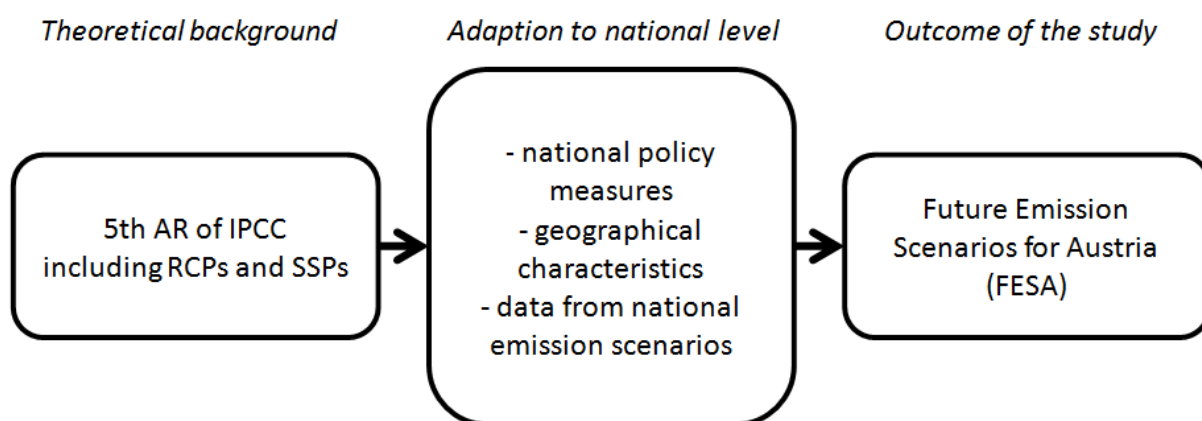 Theoretical background
Adaption to national level
Outcome of the study
5th AR of IPCC
including RCPs and SSPs
- national policy
measures
- geographical
characteristics
- data from national
emission scenarios
Future Emission
Scenarios for Austria
(FESA)